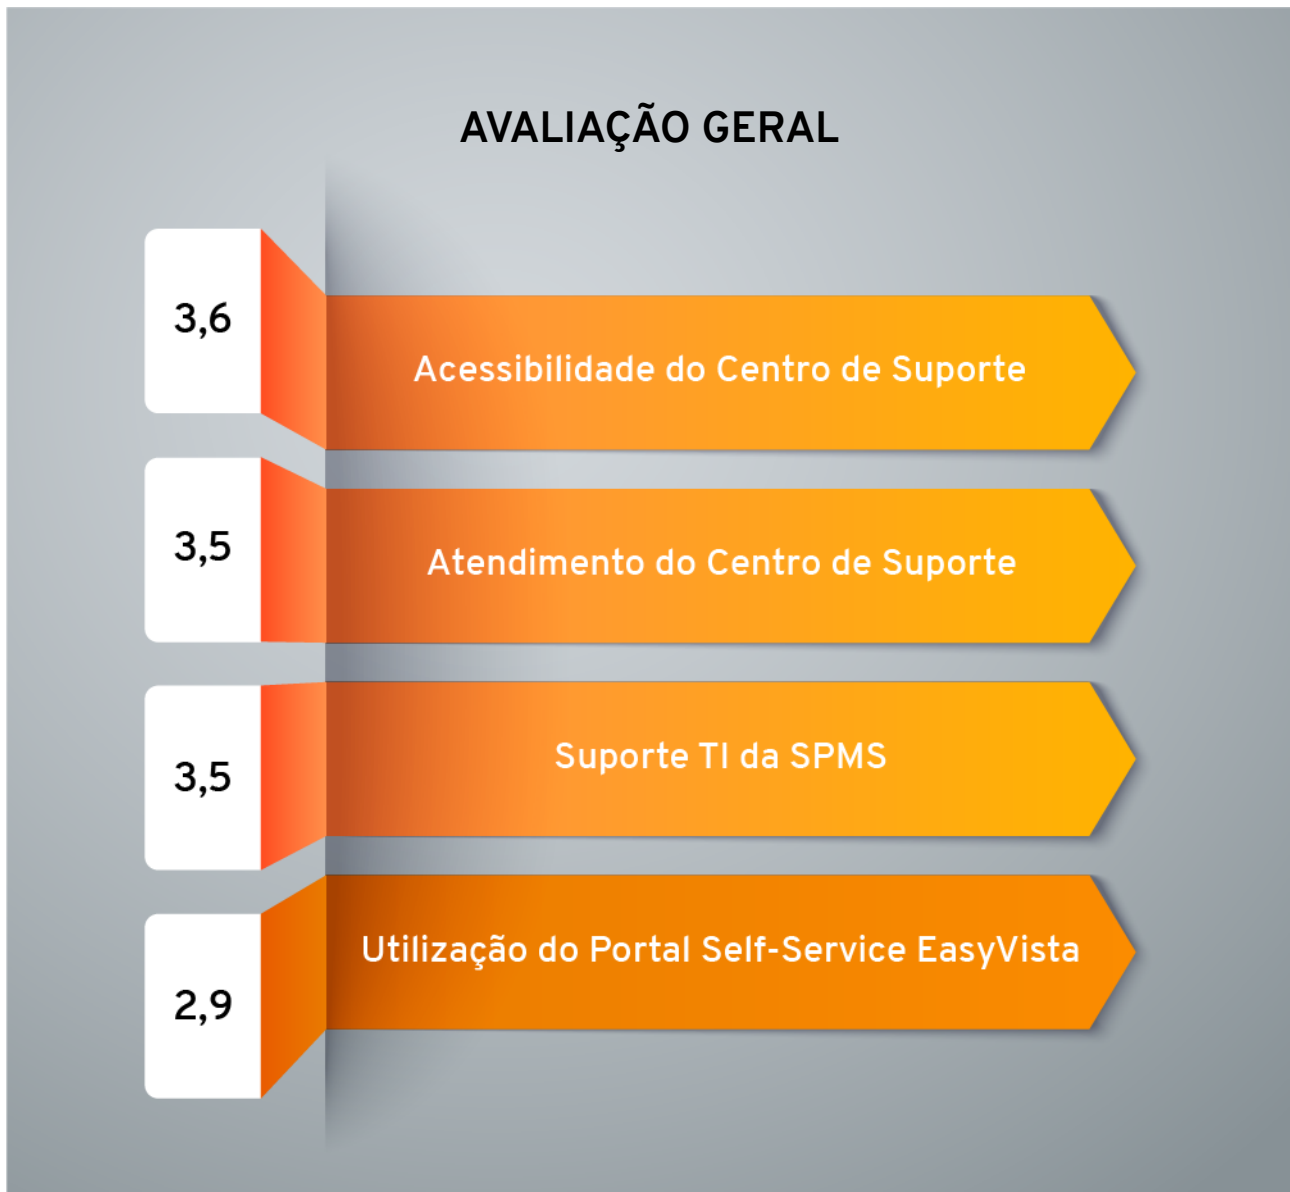 AVALIAÇÃO GERAL
3,6
Acessibilidade do Centro de Suporte
3,5
Atendimento do Centro de Suporte
3,5
Suporte TI da SPMS
2,9
Utilização do Portal Self-Service EasyVista